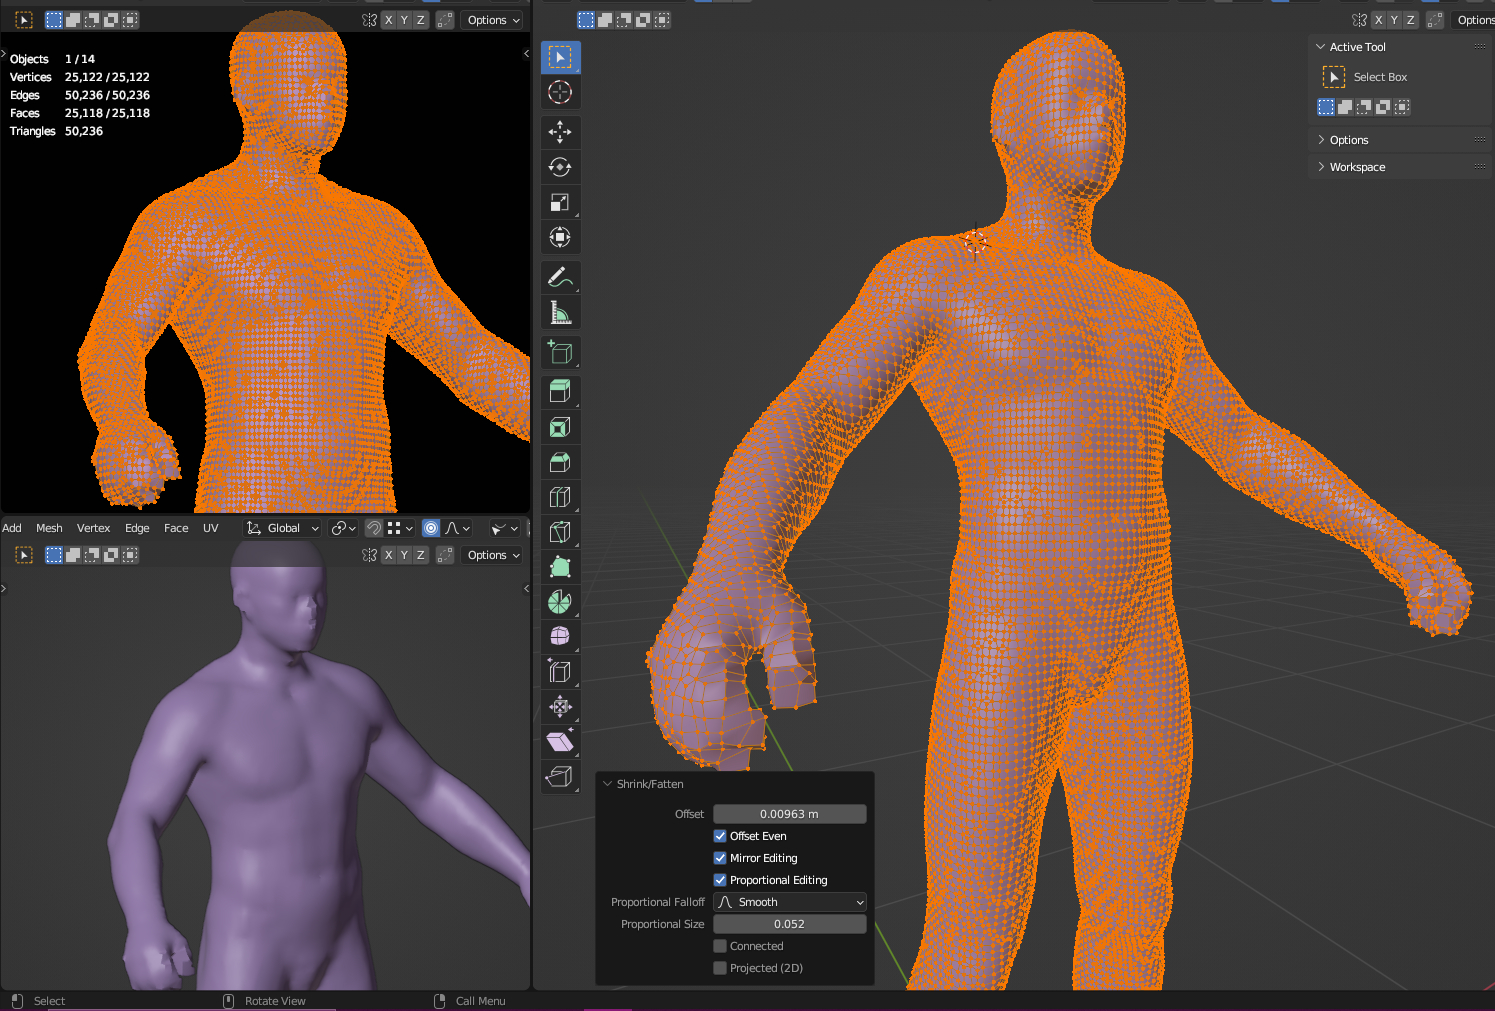 X Y Z Options
Objects 1 / 14
Vertices 25,122 / 25,122
Edges 50,236 / 50,236
Faces 25,118 / 25,118
Triangles 50,236
Add Mesh Vertex Edge Face UV Global
X Y Z Options
X Y Z Options
Active Tool
Select Box
Options
Workspace
Shrink/Fatten
Offset 0.00963 m
Offset Even
Mirror Editing
Proportional Editing
Proportional Falloff Smooth
Proportional Size 0.052
Connected
Projected (2D)
Select Rotate View Call Menu